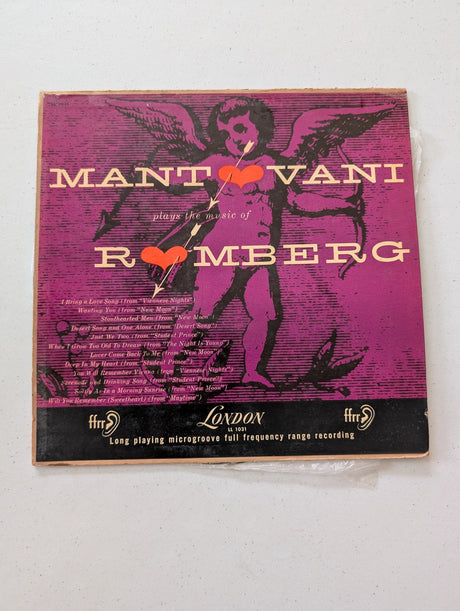 MANTOVANI
plays the music of
ROMBERG
I Bring a Love Song (from "Viennese Nights")
Wanting You (from "New Moon")
Stouthearted Men (from "New Moon")
Desert Song and One Alone (from "Desert Song")
Just We Two (from "Student Prince")
When I Grow Too Old To Dream (from "The Night Is Young")
Lover Come Back To Me (from "New Moon")
Deep In My Heart (from "Student Prince")
You Will Remember Vienna (from "Viennese Nights")
Serenade and Drinking Song (from "Student Prince")
Softly As In a Morning Sunrise (from "New Moon")
Will You Remember (Sweetheart) (from "Maytime")
ffrr LONDON ffrr
LL 1031
Long playing microgroove full frequency range recording